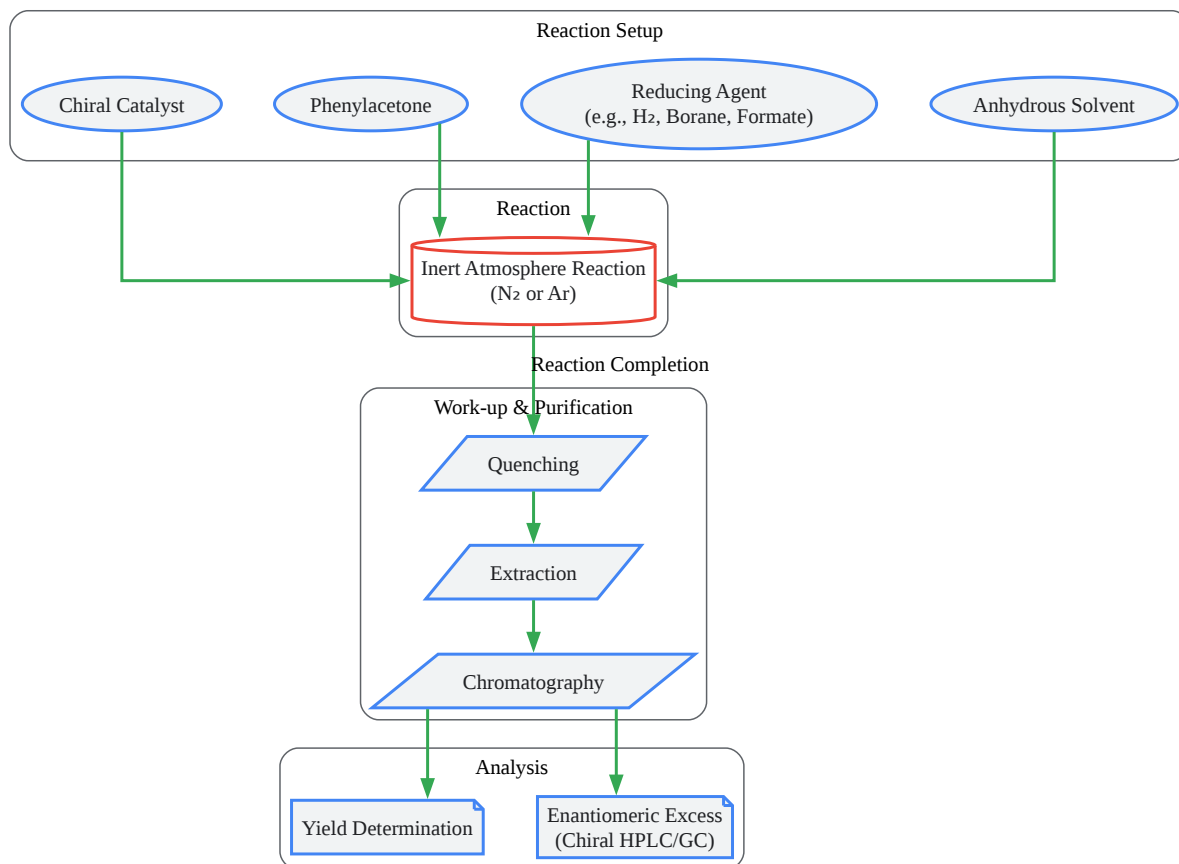 Reaction Setup
Chiral Catalyst
Phenylacetone
Reducing Agent
(e.g., H₂, Borane, Formate)
Anhydrous Solvent
Reaction
Inert Atmosphere Reaction
(N₂ or Ar)
Reaction Completion
Work-up & Purification
Quenching
Extraction
Chromatography
Analysis
Yield Determination
Enantiomeric Excess
(Chiral HPLC/GC)